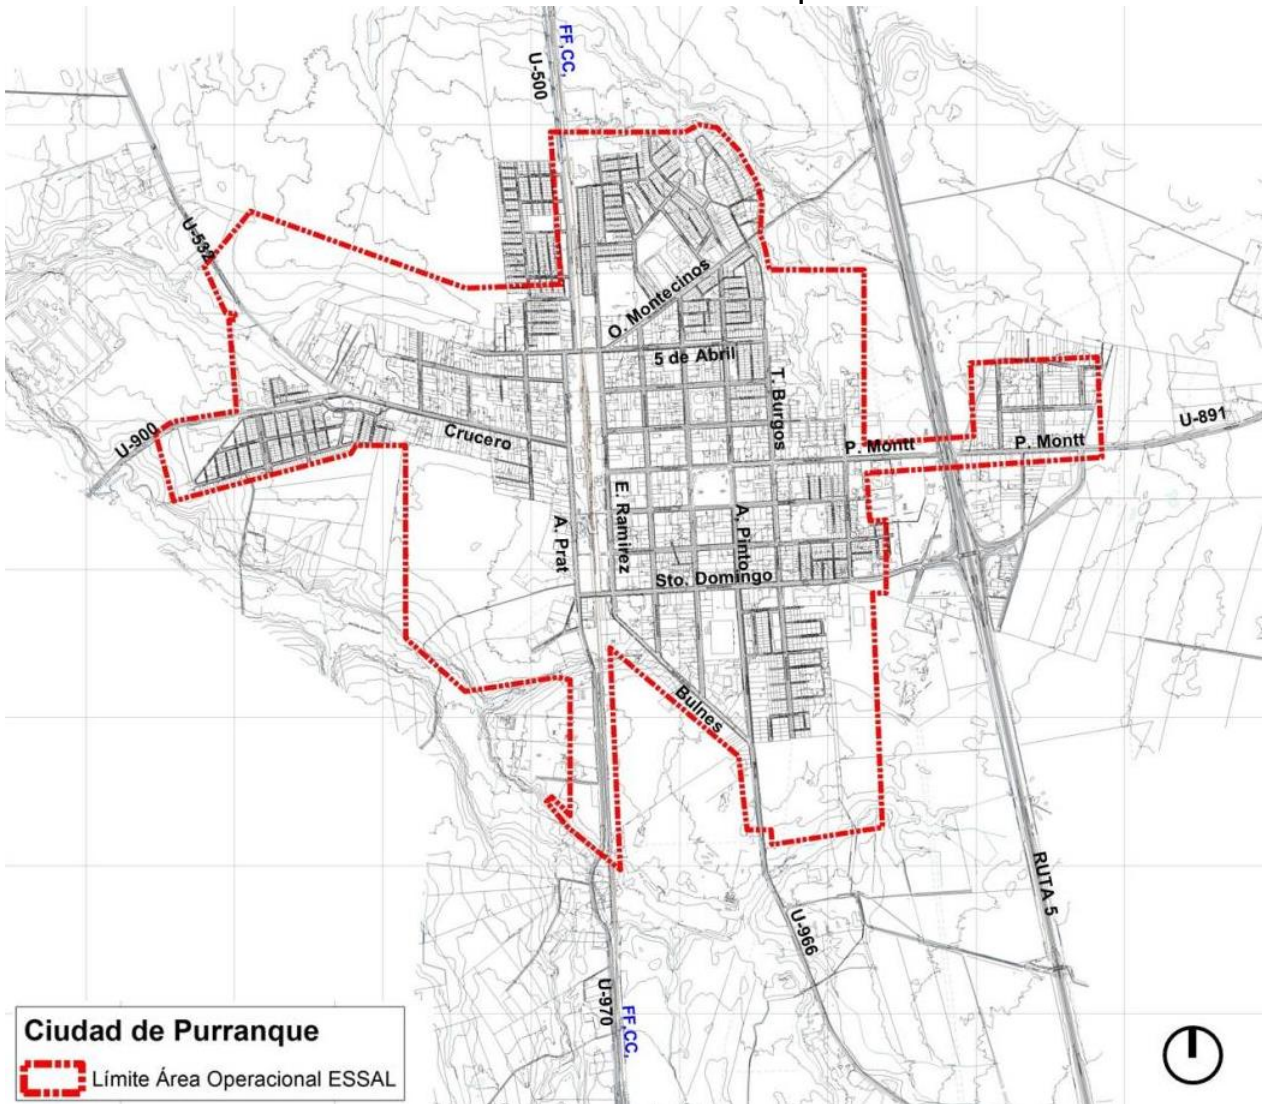 FF,CC,
U-500
U-532
O. Montecinos
5 de Abril
T. Burgos
U-891
P. Montt
P. Montt
U-900
Crucero
E. Ramirez
A. Pinto
A. Prat
Sto. Domingo
Bulnes
RUTA 5
U-966
U-970
FF,CC,
Ciudad de Purranque
Límite Área Operacional ESSAL